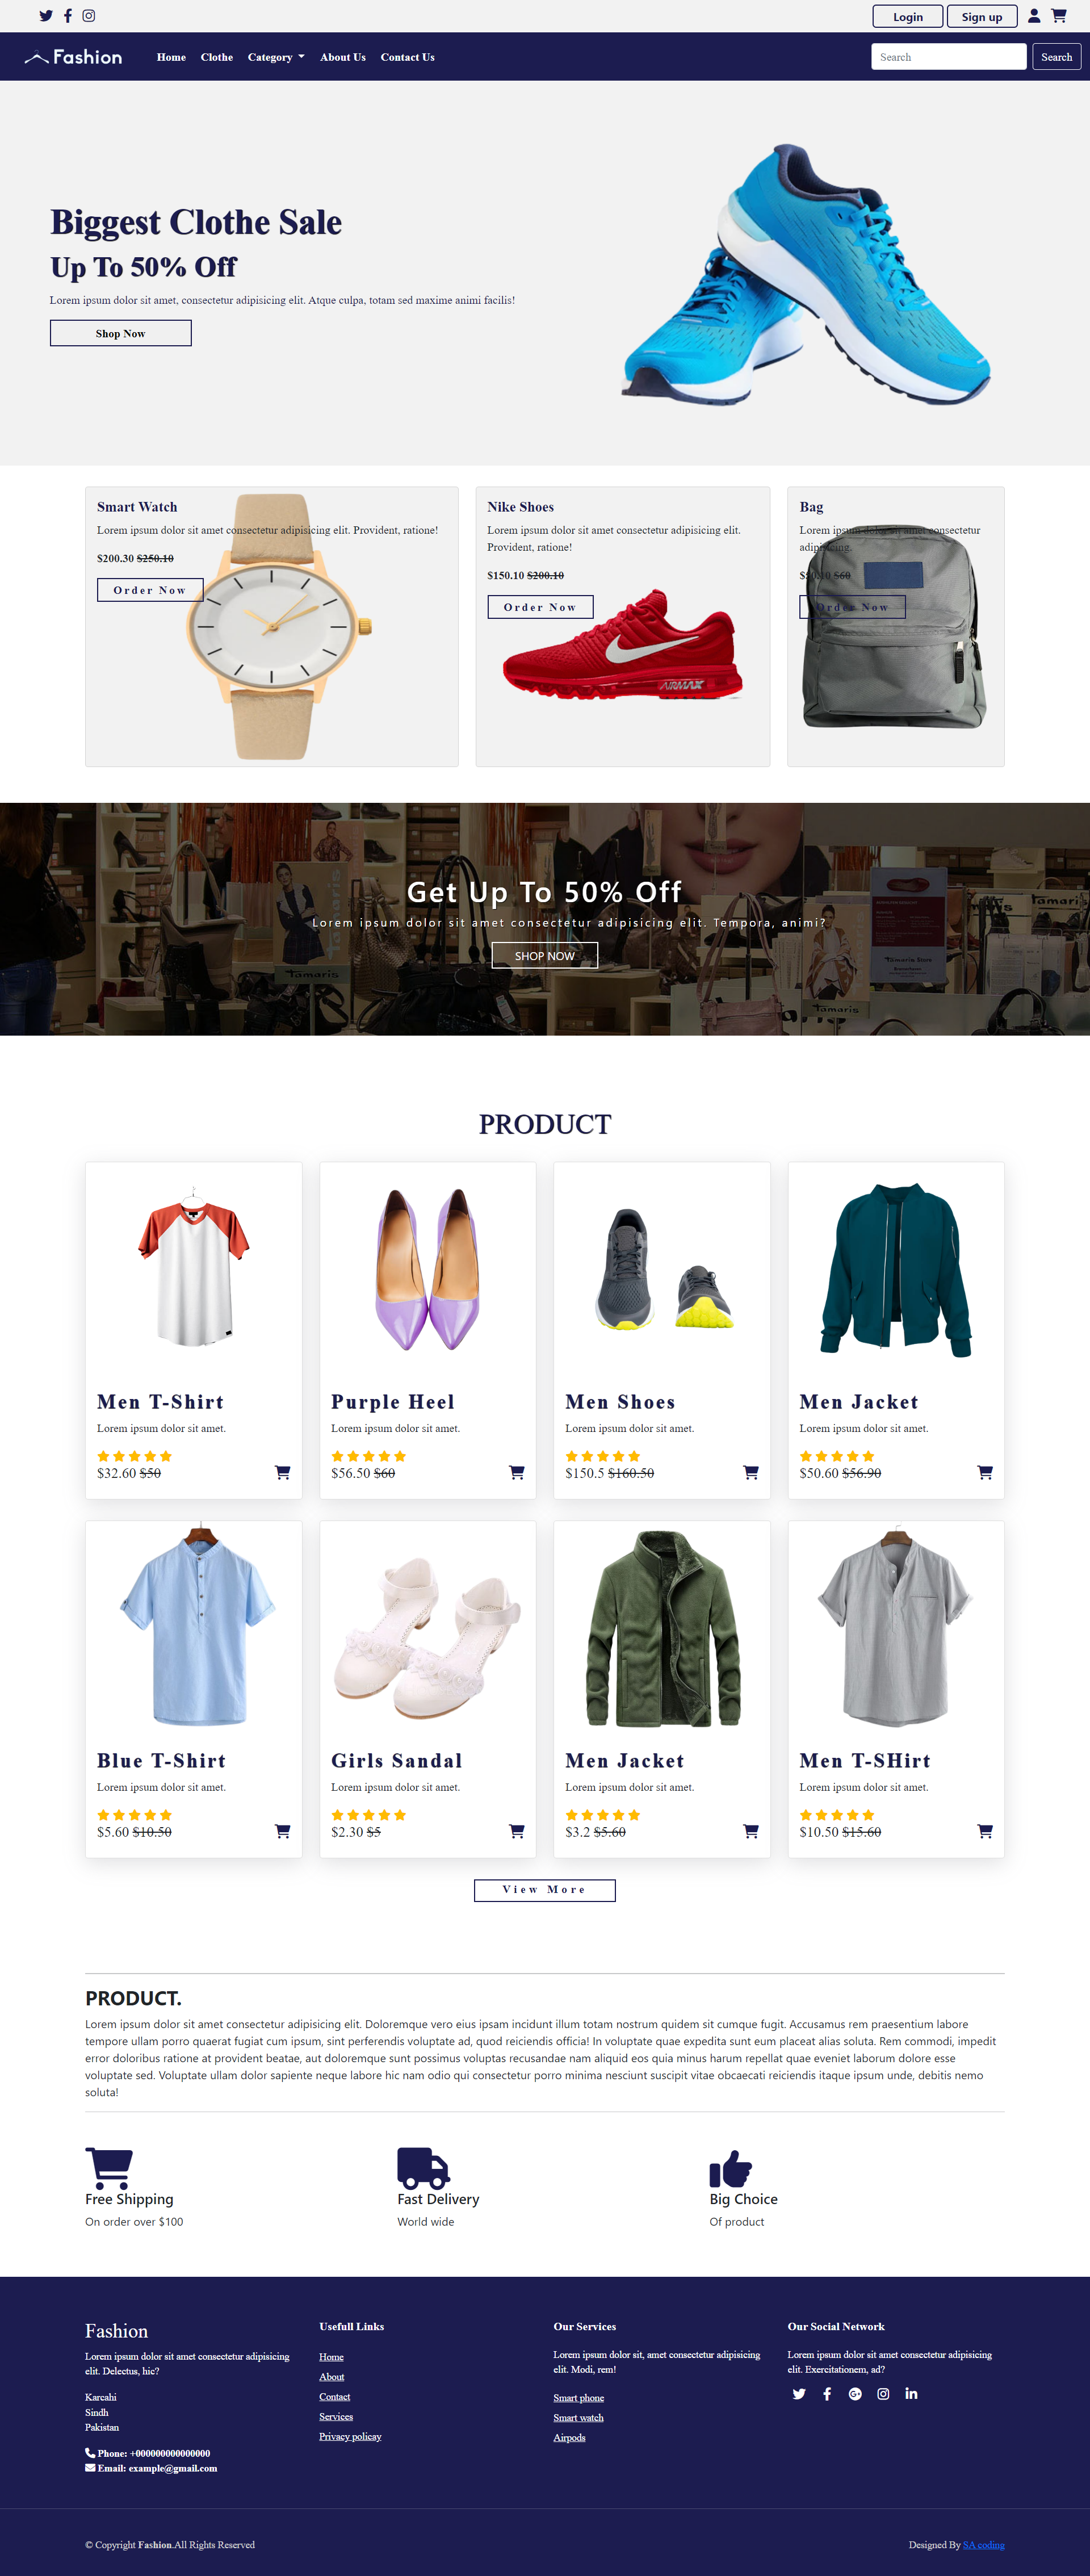 Login
Sign up
Fashion
Home
Clothe
Category
About Us
Contact Us
Search
Search
Biggest Clothe Sale
Up To 50% Off
Lorem ipsum dolor sit amet, consectetur adipisicing elit. Atque culpa, totam sed maxime animi facilis!
Shop Now
Smart Watch
Lorem ipsum dolor sit amet consectetur adipisicing elit. Provident, ratione!
$200.30 $250.10
Order Now
Nike Shoes
Lorem ipsum dolor sit amet consectetur adipisicing elit.
Provident, ratione!
$150.10 $200.10
Order Now
AIRMAX
Bag
Lorem ipsum dolor sit amet consectetur
adipisicing.
$60
Order Now
Get Up To 50% Off
Lorem ipsum dolor sit amet consectetur adipisicing elit. Tempora, animi?
SHOP NOW
Tamaris
Tamaris
Tamaris
Tamaris Store
Tamaris
PRODUCT
Men T-Shirt
Lorem ipsum dolor sit amet.
$32.60 $50
Purple Heel
Lorem ipsum dolor sit amet.
$56.50 $60
Men Shoes
Lorem ipsum dolor sit amet.
$150.5 $160.50
Men Jacket
Lorem ipsum dolor sit amet.
$50.60 $56.90
Blue T-Shirt
Lorem ipsum dolor sit amet.
$5.60 $10.50
Girls Sandal
Lorem ipsum dolor sit amet.
$2.30 $5
Men Jacket
Lorem ipsum dolor sit amet.
$3.2 $5.60
Men T-SHirt
Lorem ipsum dolor sit amet.
$10.50 $15.60
View More
PRODUCT.
Lorem ipsum dolor sit amet consectetur adipisicing elit. Doloremque vero eius ipsam incidunt illum totam nostrum quidem sit cumque fugit. Accusamus rem praesentium labore
tempore ullam porro quaerat fugiat cum ipsum, sint perferendis voluptate ad, quod reiciendis officia! In voluptate quae expedita sunt eum placeat alias soluta. Rem commodi, impedit
error doloribus ratione at provident beatae, aut doloremque sunt possimus voluptas recusandae nam aliquid eos quia minus harum repellat quae eveniet laborum dolore esse
voluptate sed. Voluptate ullam dolor sapiente neque labore hic nam odio qui consectetur porro minima nesciunt suscipit vitae obcaecati reiciendis itaque ipsum unde, debitis nemo
soluta!
Free Shipping
On order over $100
Fast Delivery
World wide
Big Choice
Of product
Fashion
Lorem ipsum dolor sit amet consectetur adipisicing
elit. Delectus, hic?
Karcahi
Sindh
Pakistan
Phone: +000000000000000
Email: example@gmail.com
Usefull Links
Home
About
Contact
Services
Privacy policay
Our Services
Lorem ipsum dolor sit, amet consectetur adipisicing
elit. Modi, rem!
Smart phone
Smart watch
Airpods
Our Social Network
Lorem ipsum dolor sit amet consectetur adipisicing
elit. Exercitationem, ad?
© Copyright Fashion.All Rights Reserved
Designed By SA coding